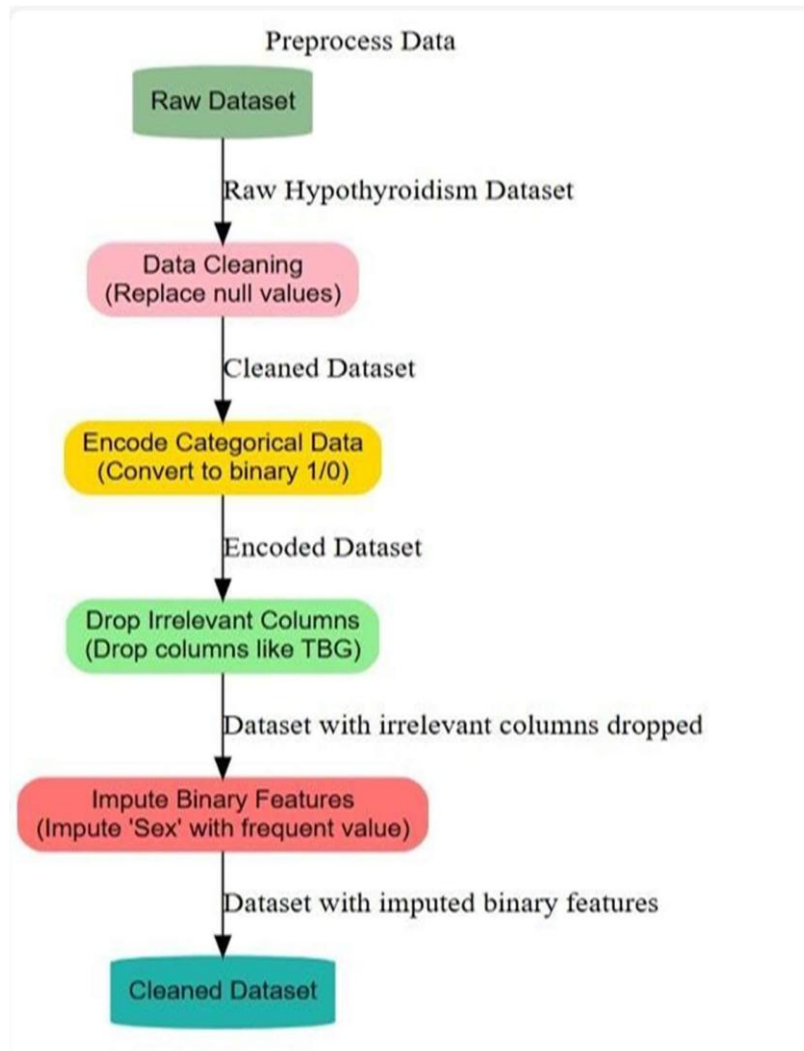 Preprocess Data
Raw Dataset
Raw Hypothyroidism Dataset
Data Cleaning
(Replace null values)
Cleaned Dataset
Encode Categorical Data
(Convert to binary 1/0)
Encoded Dataset
Drop Irrelevant Columns
(Drop columns like TBG)
Dataset with irrelevant columns dropped
Impute Binary Features
(Impute 'Sex' with frequent value)
Dataset with imputed binary features
Cleaned Dataset